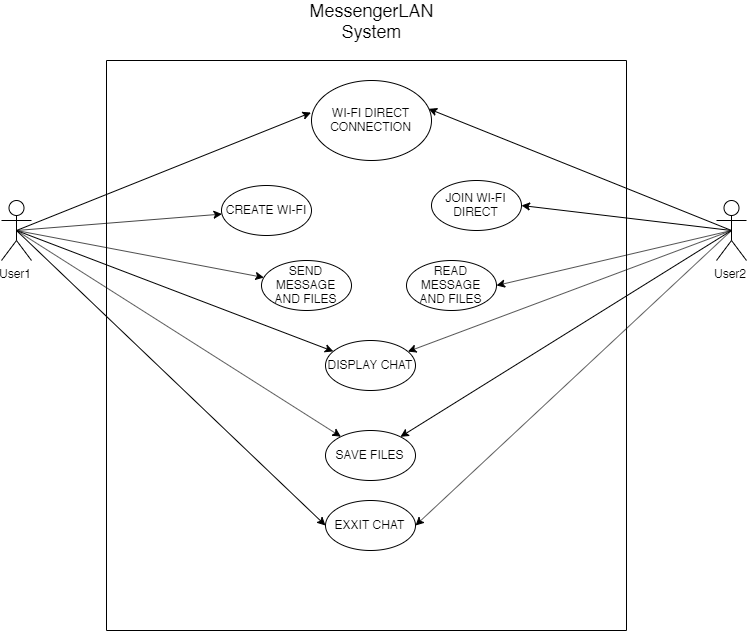 MessengerLAN
System
WI-FI DIRECT
CONNECTION
CREATE WI-FI
JOIN WI-FI
DIRECT
User1
User2
SEND
MESSAGE
AND FILES
READ
MESSAGE
AND FILES
DISPLAY CHAT
SAVE FILES
EXXIT CHAT